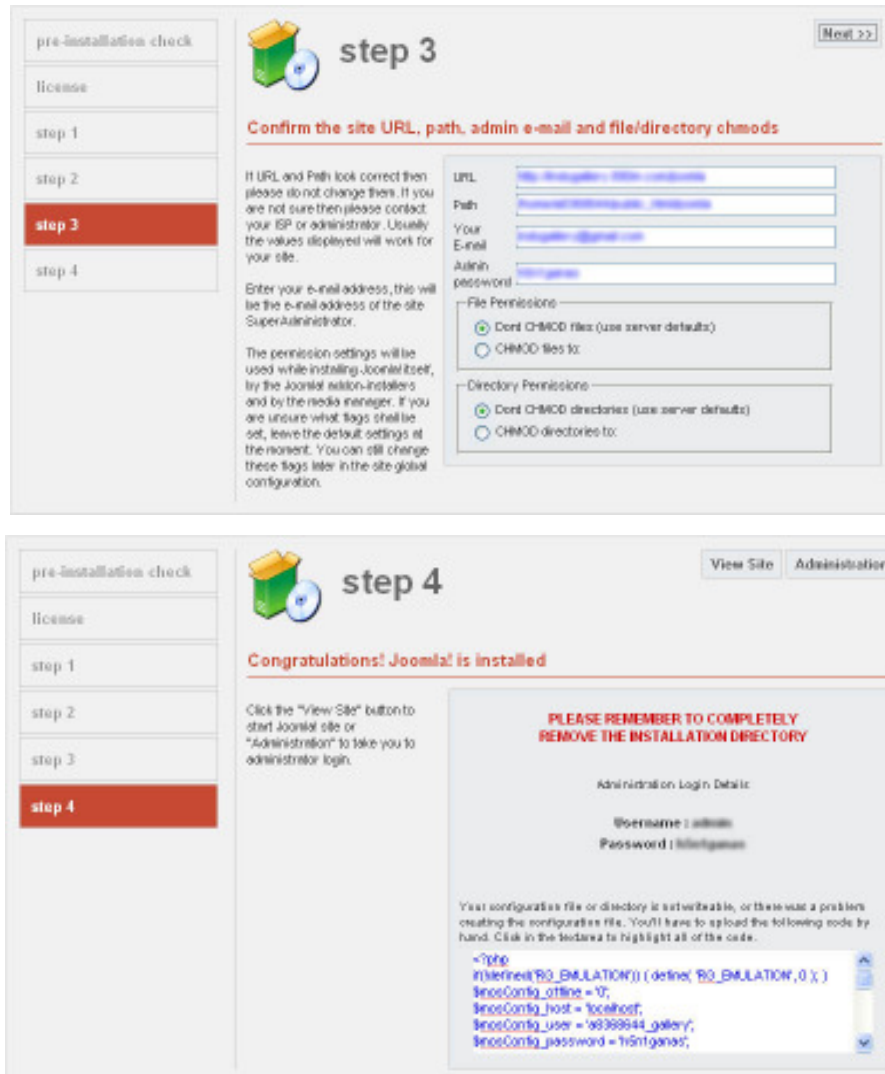 pre-installation check
license
step 1
step 2
step 3
step 4
step 3
Next >>
Confirm the site URL, path, admin e-mail and file/directory chmods
If URL and Path look correct then
please do not change them. If you
are not sure then please contact
your ISP or administrator. Usually
the values displayed will work for
your site.
Enter your e-mail address, this will
be the e-mail address of the site
SuperAdministrator.
The permission settings will be
used while installing Joomla! itself,
by the Joomla! addon-installers
and by the media manager. If you
are unsure what flags shall be
set, leave the default settings at
the moment. You can still change
these flags later in the site global
configuration.
URL
Path
Your
E-mail
Admin
password
File Permissions
Dont CHMOD files (use server defaults)
CHMOD files to:
Directory Permissions
Dont CHMOD directories (use server defaults)
CHMOD directories to:
pre-installation check
license
step 1
step 2
step 3
step 4
step 4
View Site
Administration
Congratulations! Joomla! is installed
Click the "View Site" button to
start Joomla! site or
"Administration" to take you to
administrator login.
PLEASE REMEMBER TO COMPLETELY
REMOVE THE INSTALLATION DIRECTORY
Administration Login Details
Username :
Password :
Your configuration file or directory is not writeable, or there was a problem
creating the configuration file. You'll have to upload the following code by
hand. Click in the textarea to highlight all of the code.
<?php
if(!defined('RG_EMULATION')) { define( 'RG_EMULATION', 0 ); }
$mosConfig_offline = '0';
$mosConfig_host = 'localhost';
$mosConfig_user =
$mosConfig_password =